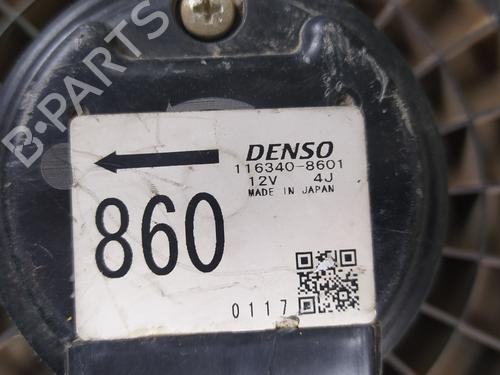 B-PARTS
DENSO
116340-8601
12V 4J
MADE IN JAPAN
860
0117